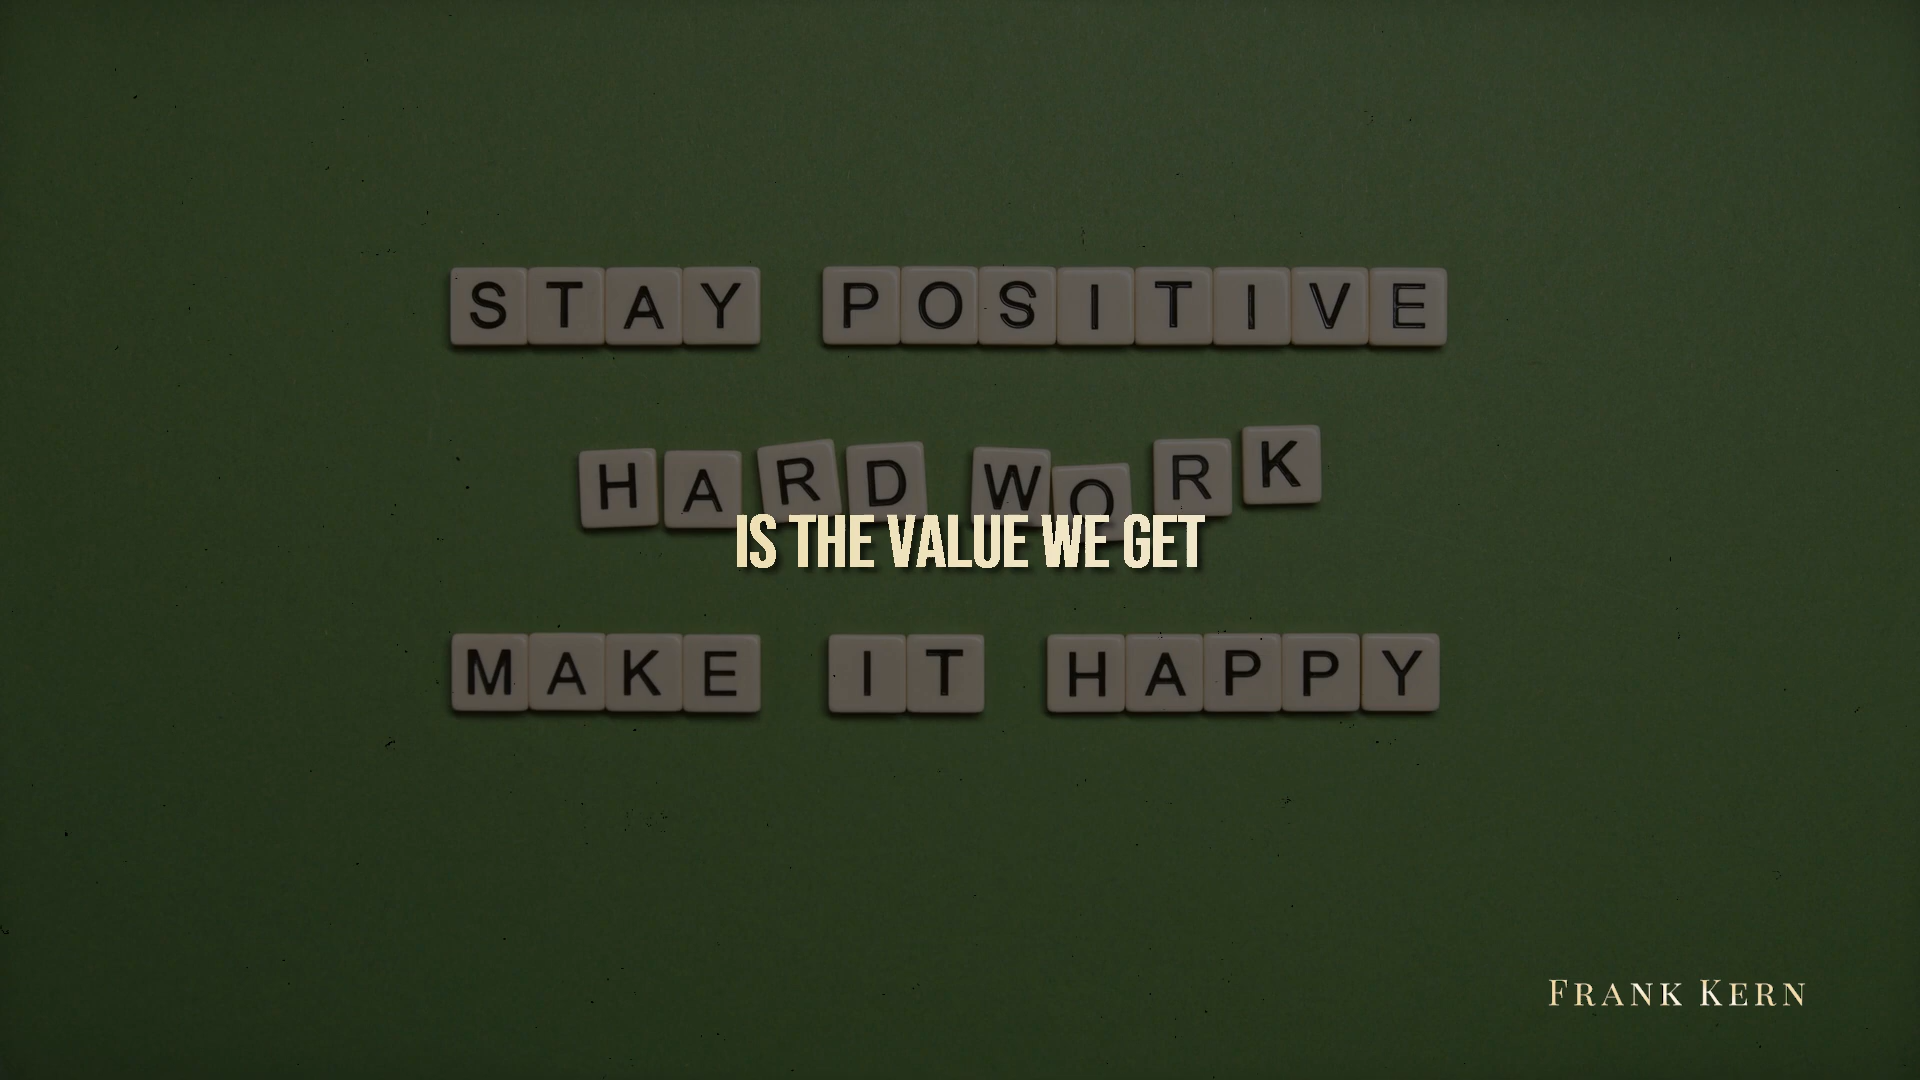 STAY POSITIVE
HARD WORK
IS THE VALUE WE GET
MAKE IT HAPPY
FRANK KERN